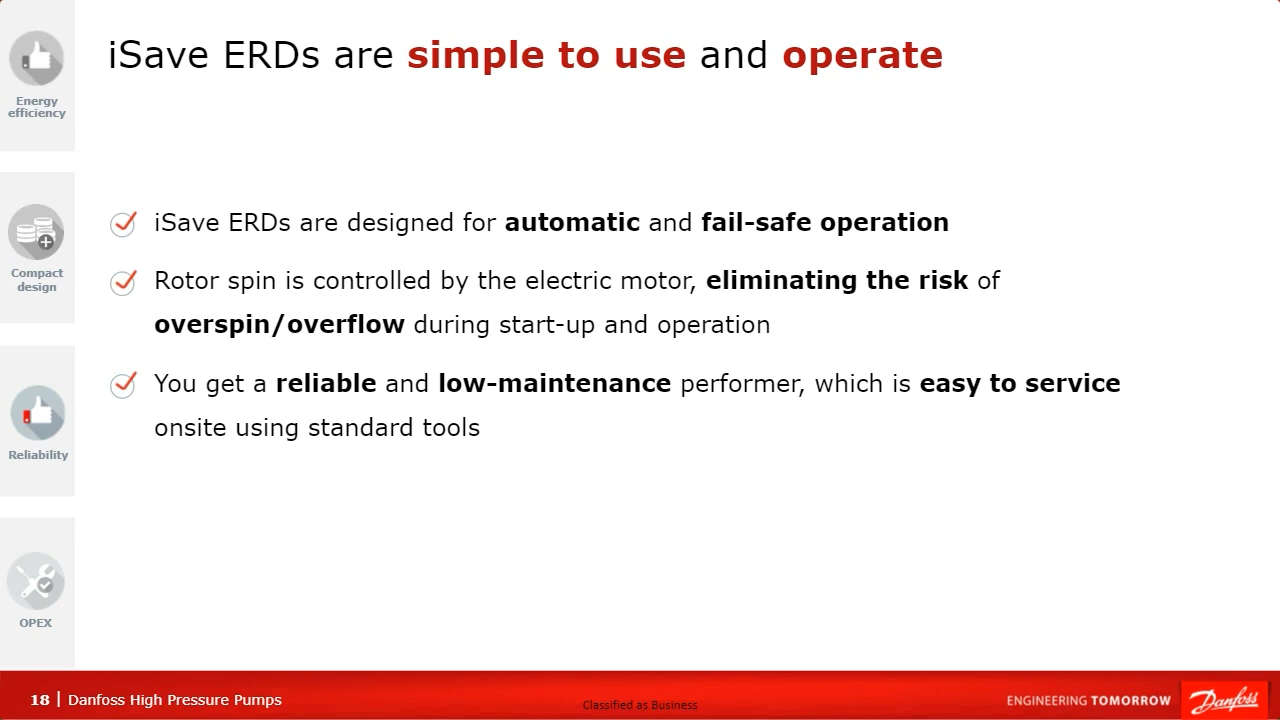 iSave ERDs are simple to use and operate
Energy
efficiency
Compact
design
Reliability
OPEX
iSave ERDs are designed for automatic and fail-safe operation
Rotor spin is controlled by the electric motor, eliminating the risk of
overspin/overflow during start-up and operation
You get a reliable and low-maintenance performer, which is easy to service
onsite using standard tools
18 | Danfoss High Pressure Pumps
Classified as Business
ENGINEERING TOMORROW
Danfoss